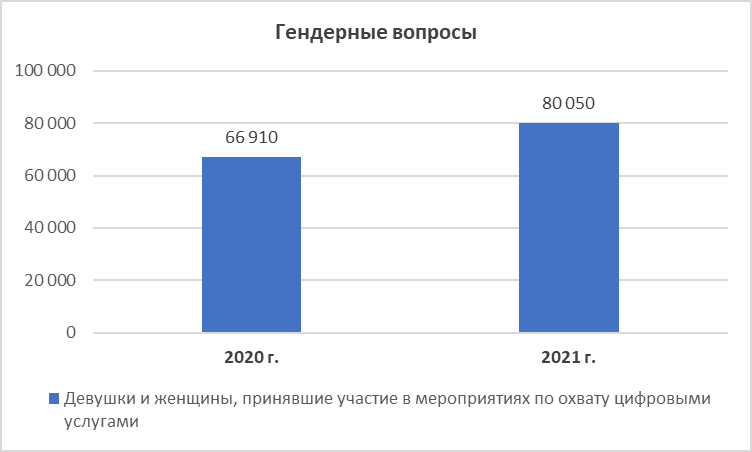 Гендерные вопросы
100 000
80 000
60 000
40 000
20 000
0
66 910
80 050
2020 г.
2021 г.
Девушки и женщины, принявшие участие в мероприятиях по охвату цифровыми
услугами